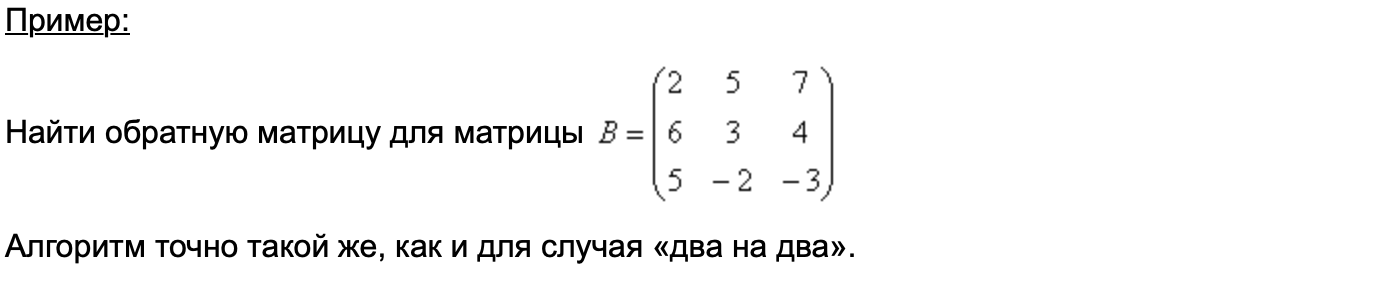 Пример:
2 5 7
Найти обратную матрицу для матрицы B = 6 3 4
5 −2 −3
Алгоритм точно такой же, как и для случая «два на два».